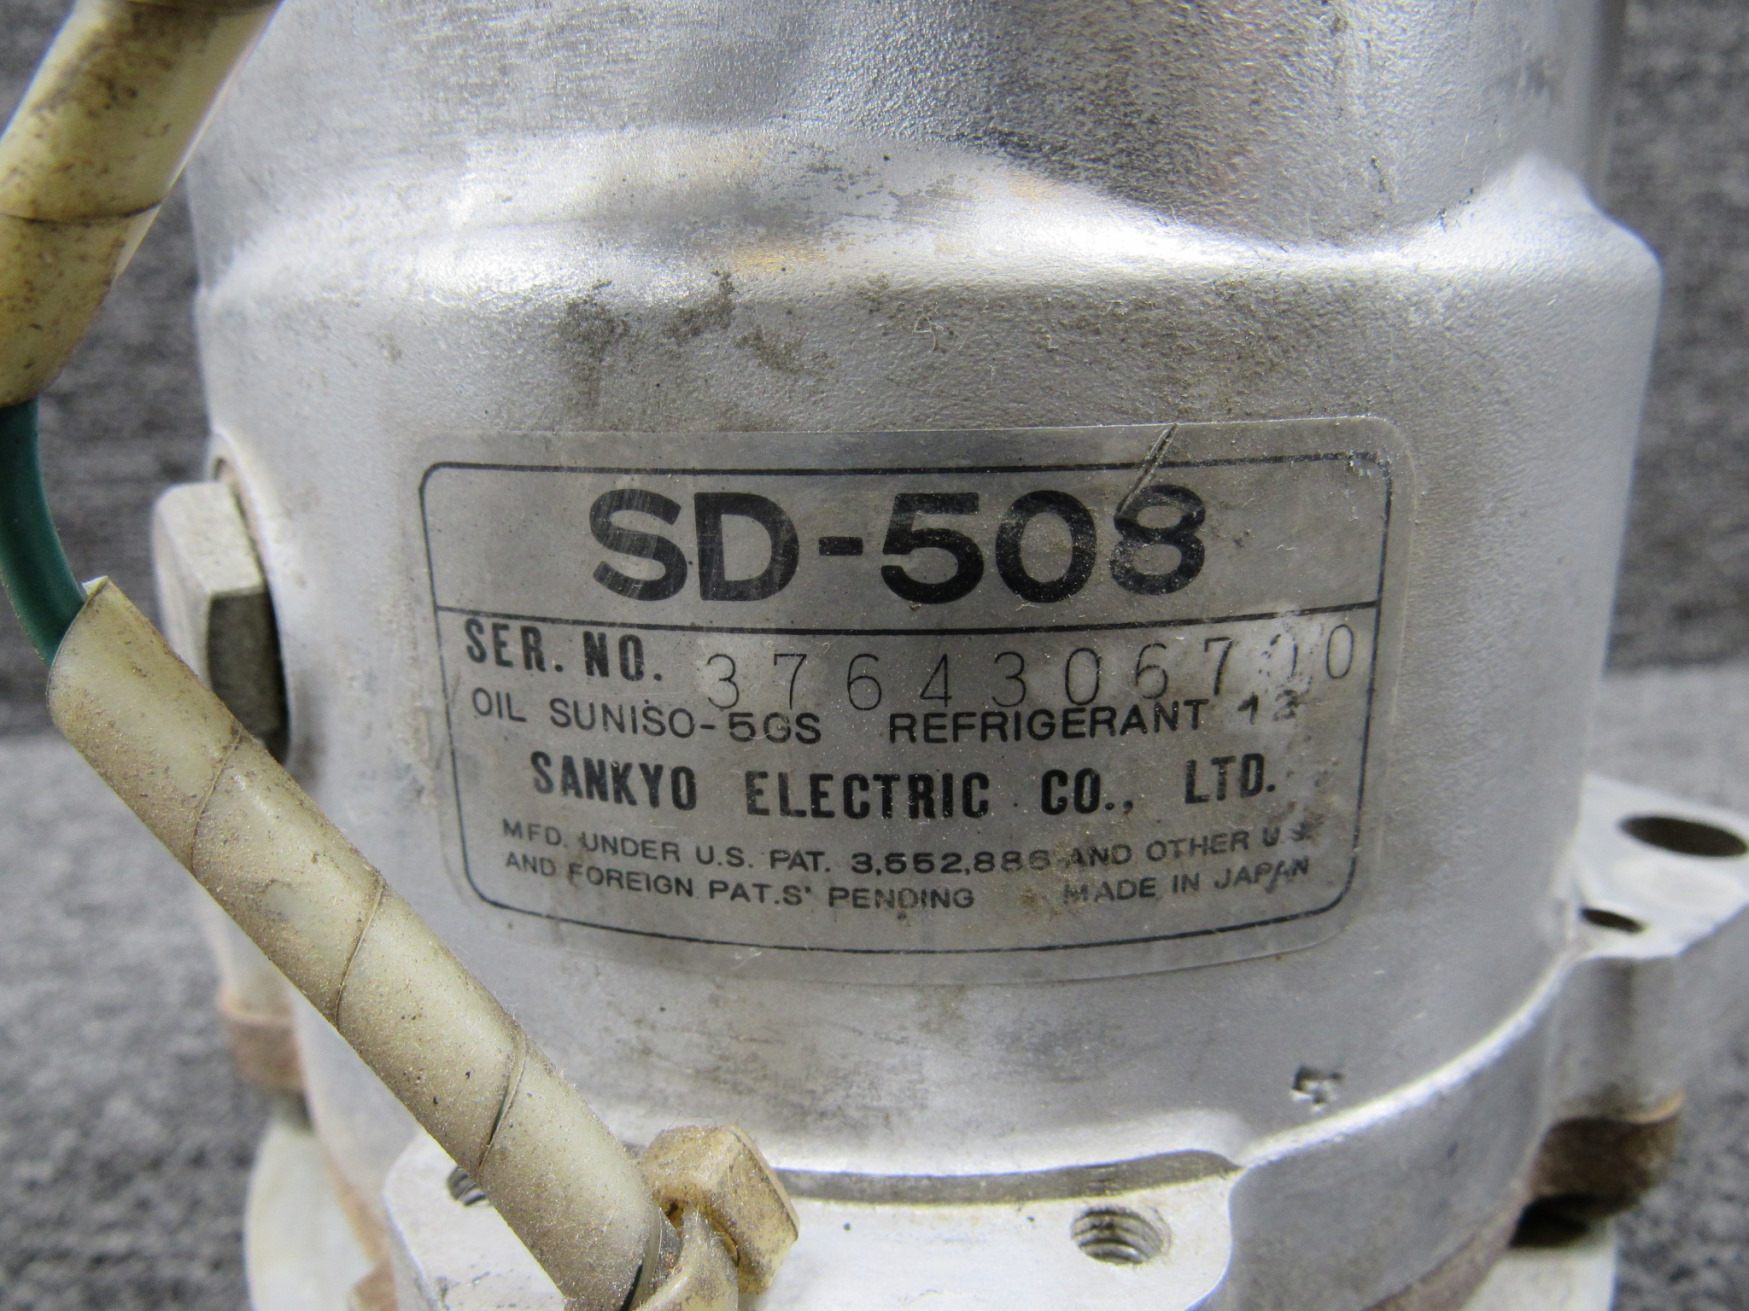 SD-508
SER. NO.
OIL SUNISO-5GS REFRIGERANT 12
SANKYO ELECTRIC CO., LTD.
MFD. UNDER U.S. PAT. 3,552,886 AND OTHER U.S.
AND FOREIGN PAT.S' PENDING MADE IN JAPAN